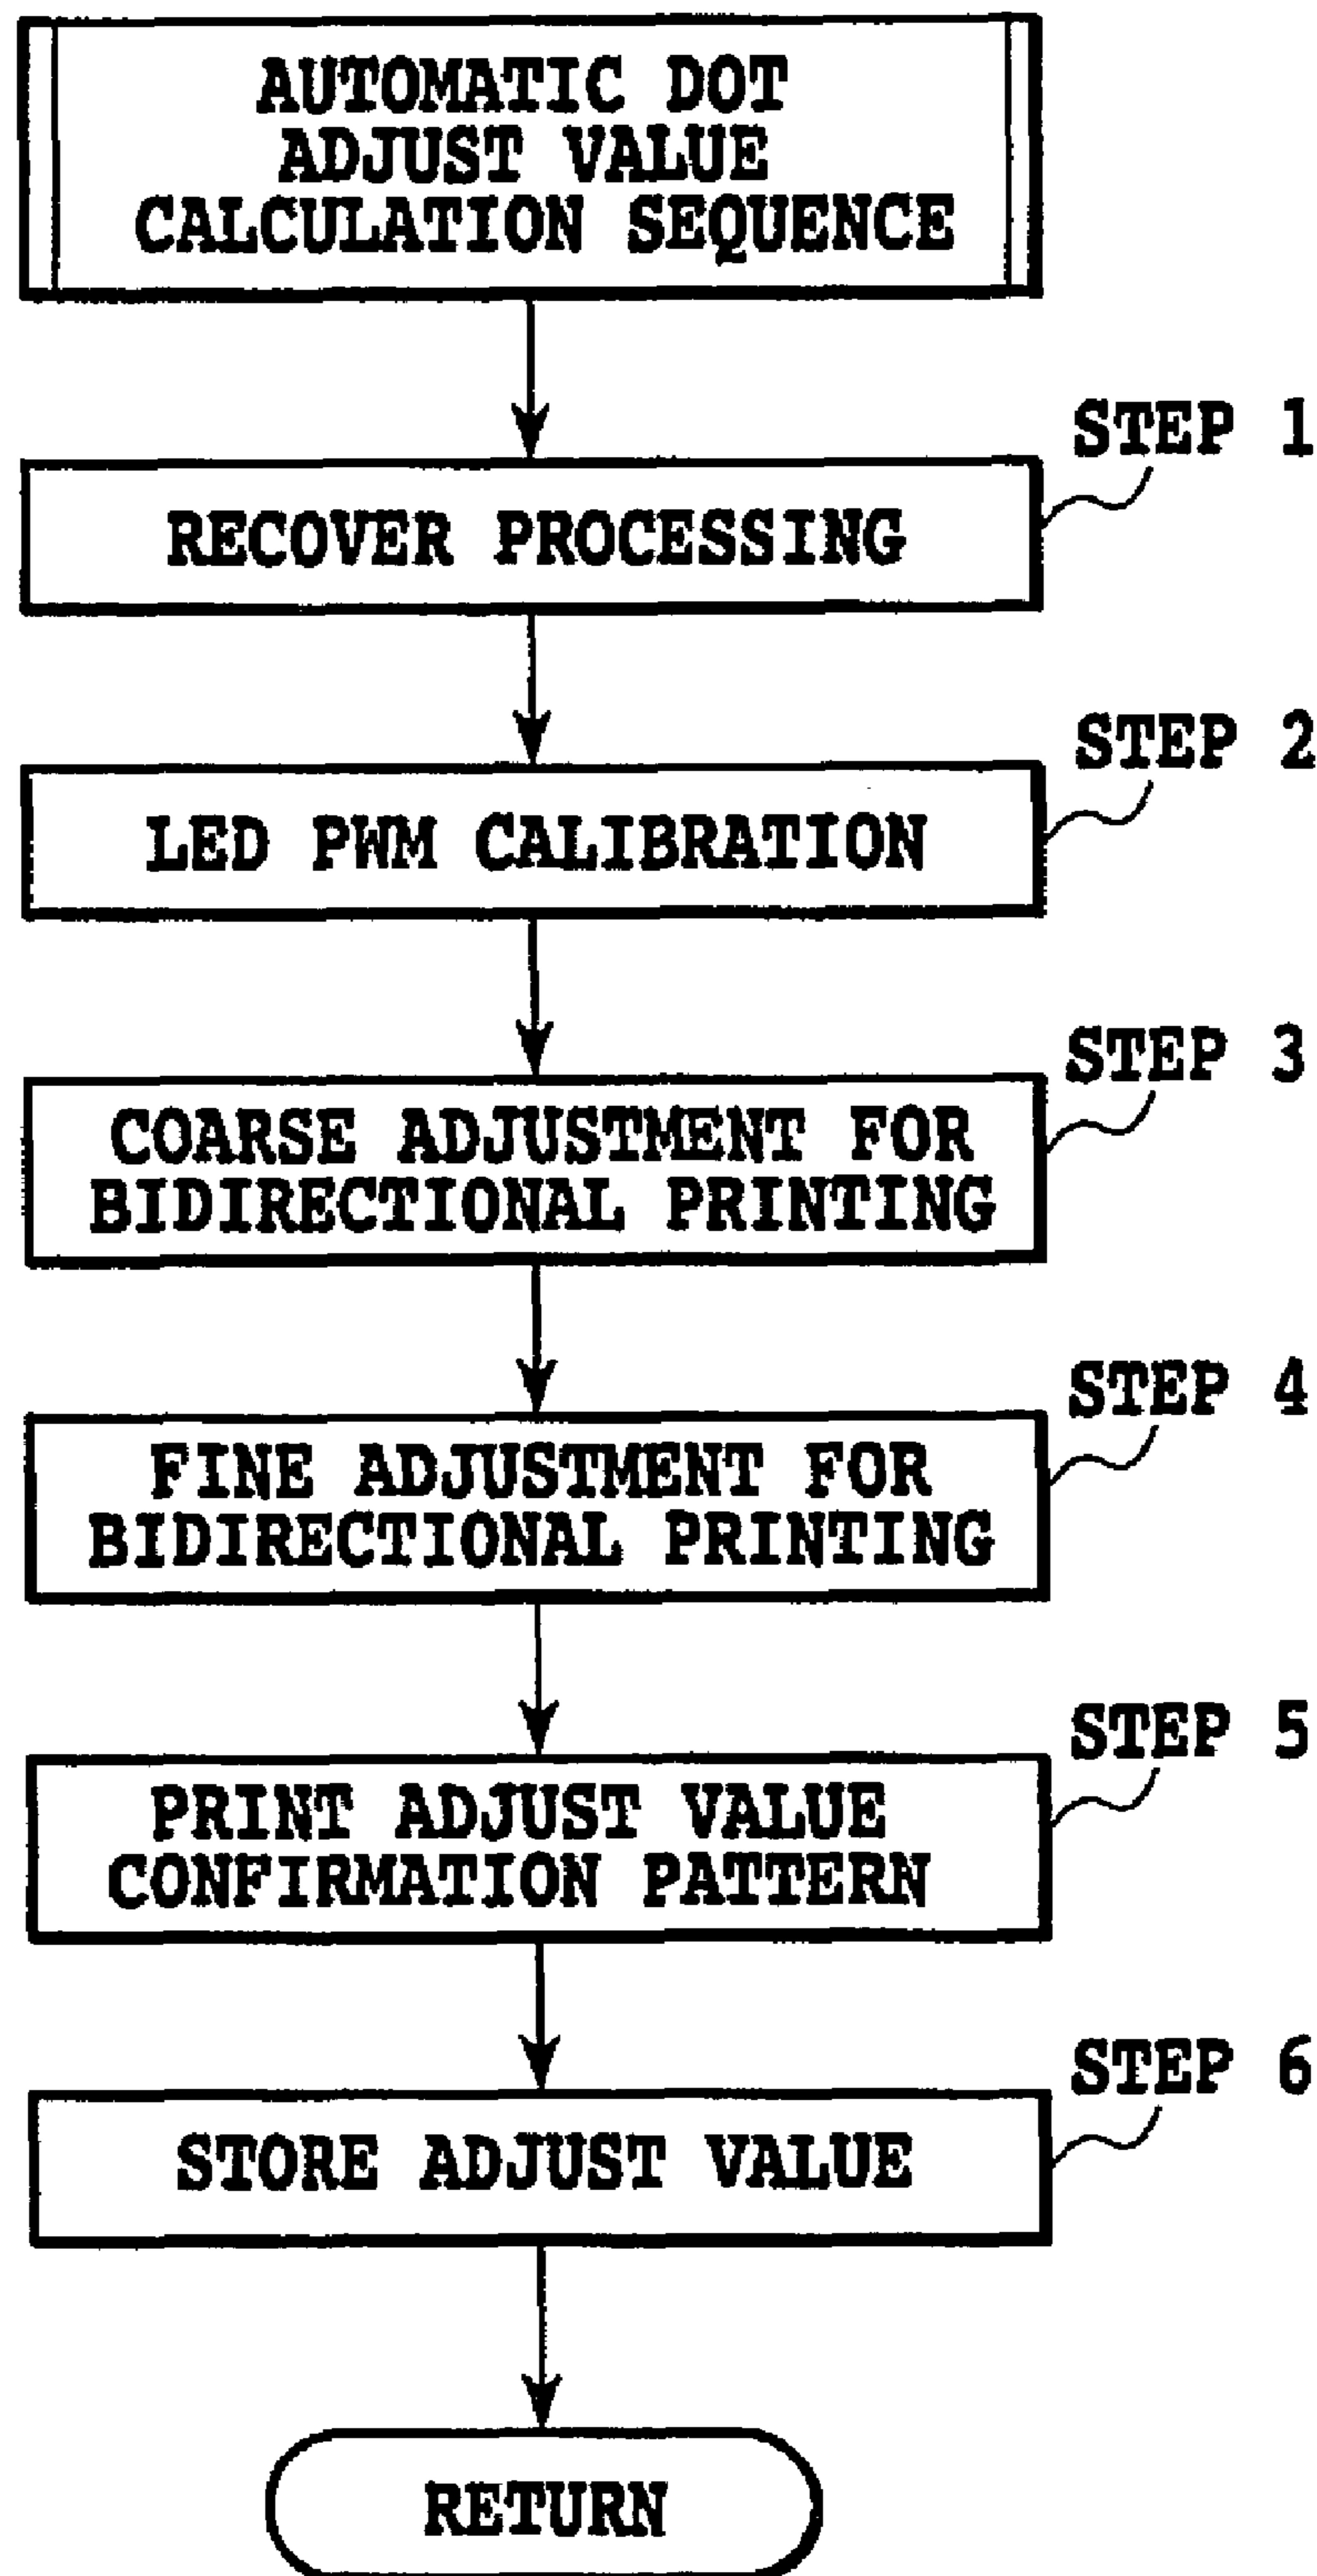 AUTOMATIC DOT
ADJUST VALUE
CALCULATION SEQUENCE
STEP 1
RECOVER PROCESSING
STEP 2
LED PWM CALIBRATION
STEP 3
COARSE ADJUSTMENT FOR
BIDIRECTIONAL PRINTING
STEP 4
FINE ADJUSTMENT FOR
BIDIRECTIONAL PRINTING
STEP 5
PRINT ADJUST VALUE
CONFIRMATION PATTERN
STEP 6
STORE ADJUST VALUE
RETURN